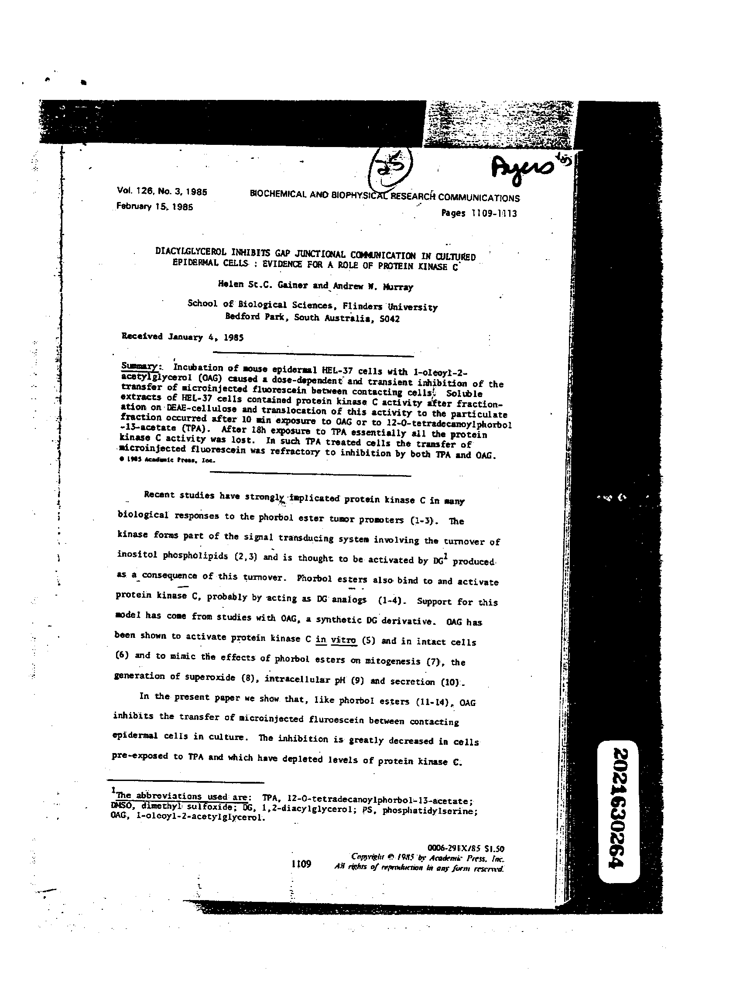 25
Ayers
Vol. 126, No. 3, 1985
BIOCHEMICAL AND BIOPHYSICAL RESEARCH COMMUNICATIONS
February 15, 1985
Pages 1109-1113
DIACYLGLYCEROL INHIBITS GAP JUNCTIONAL COMMUNICATION IN CULTURED
EPIDERMAL CELLS : EVIDENCE FOR A ROLE OF PROTEIN KINASE C
Helen St.C. Gainer and Andrew W. Murray
School of Biological Sciences, Flinders University
Bedford Park, South Australia, 5042
Received January 4, 1985
Summary: Incubation of mouse epidermal HEL-37 cells with 1-oleoyl-2-
acetylglycerol (OAG) caused a dose-dependent and transient inhibition of the
transfer of microinjected fluorescein between contacting cells. Soluble
extracts of HEL-37 cells contained protein kinase C activity after fraction-
ation on DEAE-cellulose and translocation of this activity to the particulate
fraction occurred after 10 min exposure to OAG or to 12-O-tetradecanoylphorbol
-13-acetate (TPA). After 18h exposure to TPA essentially all the protein
kinase C activity was lost. In such TPA treated cells the transfer of
microinjected fluorescein was refractory to inhibition by both TPA and OAG.
© 1985 Academic Press, Inc.
Recent studies have strongly implicated protein kinase C in many
biological responses to the phorbol ester tumor promoters (1-3). The
kinase forms part of the signal transducing system involving the turnover of
inositol phospholipids (2,3) and is thought to be activated by DG1 produced
as a consequence of this turnover. Phorbol esters also bind to and activate
protein kinase C, probably by acting as DG analogs (1-4). Support for this
model has come from studies with OAG, a synthetic DG derivative. OAG has
been shown to activate protein kinase C in vitro (5) and in intact cells
(6) and to mimic the effects of phorbol esters on mitogenesis (7), the
generation of superoxide (8), intracellular pH (9) and secretion (10).
In the present paper we show that, like phorbol esters (11-14), OAG
inhibits the transfer of microinjected fluroescein between contacting
epidermal cells in culture. The inhibition is greatly decreased in cells
pre-exposed to TPA and which have depleted levels of protein kinase C.
1The abbreviations used are: TPA, 12-O-tetradecanoylphorbol-13-acetate;
DMSO, dimethyl sulfoxide; DG, 1,2-diacylglycerol; PS, phosphatidylserine;
OAG, 1-oleoyl-2-acetylglycerol.
0006-291X/85 $1.50
Copyright © 1985 by Academic Press, Inc.
All rights of reproduction in any form reserved.
1109
2021630264